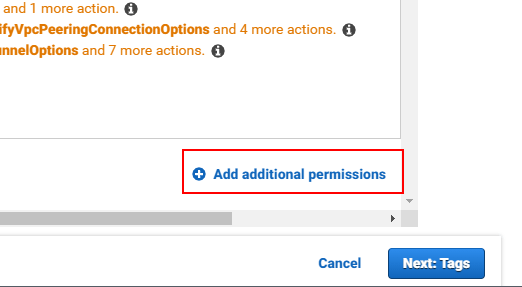 and 1 more action.
ifyVpcPeeringConnectionOptions and 4 more actions.
unnelOptions and 7 more actions.
Add additional permissions
Cancel
Next: Tags